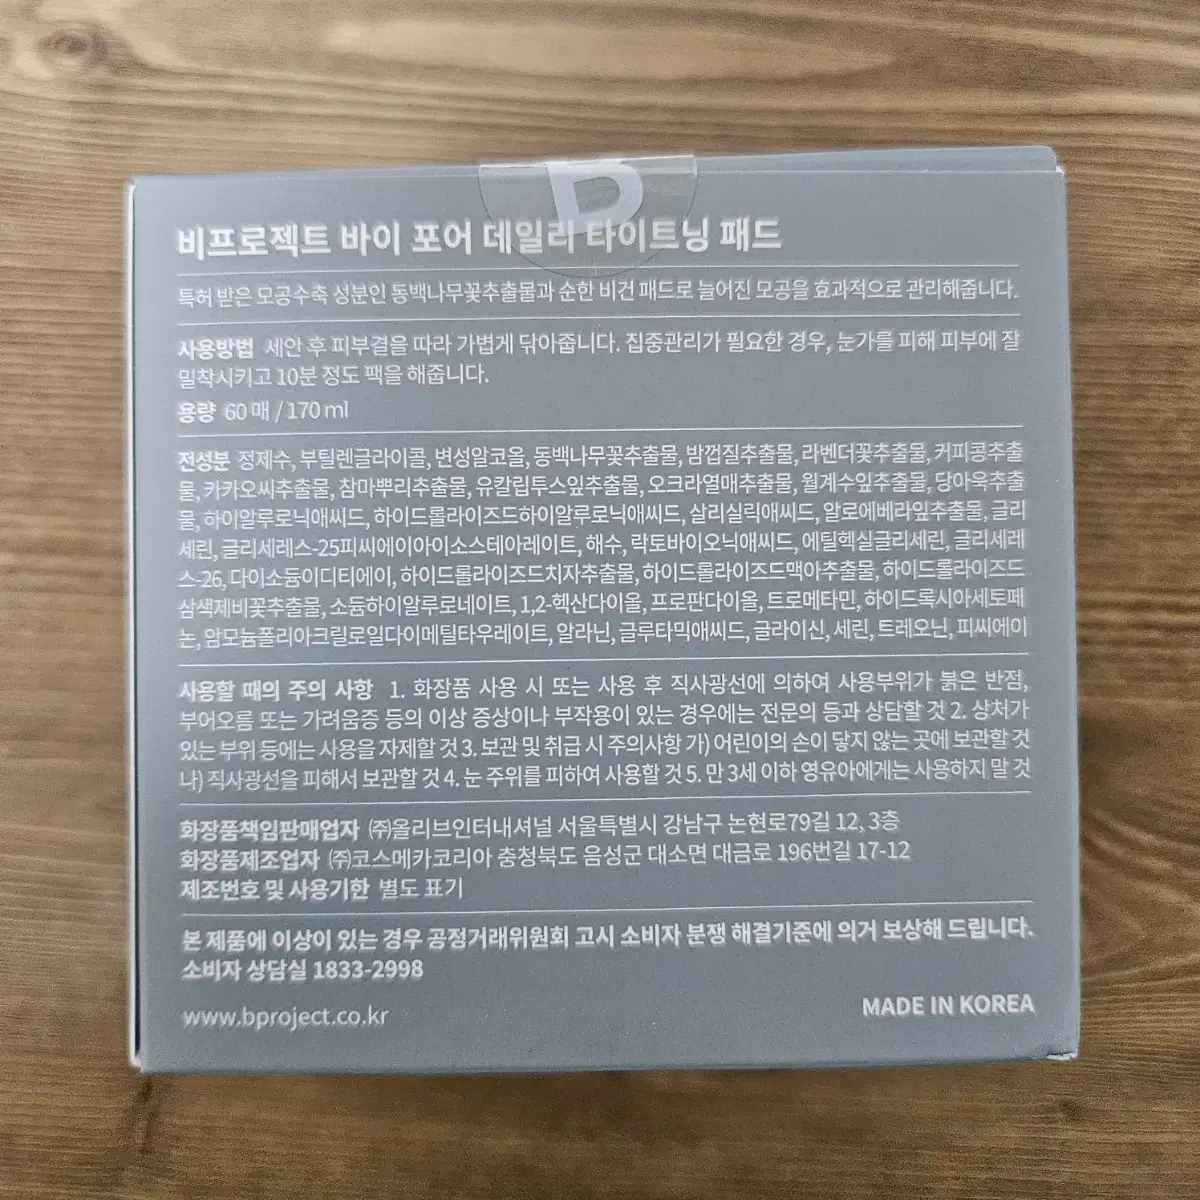 B
비프로젝트 바이 포어 데일리 타이트닝 패드
특허 받은 모공수축 성분인 동백나무꽃추출물과 순한 비건 패드로 늘어진 모공을 효과적으로 관리해줍니다.
사용방법 세안 후 피부결을 따라 가볍게 닦아줍니다. 집중관리가 필요한 경우, 눈가를 피해 피부에 잘
밀착시키고 10분 정도 팩을 해줍니다.
용량 60매 / 170ml
전성분 정제수, 부틸렌글라이콜, 변성알코올, 동백나무꽃추출물, 밤껍질추출물, 라벤더꽃추출물, 커피콩추출
물, 카카오씨추출물, 참마뿌리추출물, 유칼립투스잎추출물, 오크라열매추출물, 월계수잎추출물, 당아욱추출
물, 하이알루로닉애씨드, 하이드롤라이즈드하이알루로닉애씨드, 살리실릭애씨드, 알로에베라잎추출물, 글리
세린, 글리세레스-25피씨에이아이소스테아레이트, 해수, 락토바이오닉애씨드, 에틸헥실글리세린, 글리세레
스-26, 다이소듐이디티에이, 하이드롤라이즈드치자추출물, 하이드롤라이즈드맥아추출물, 하이드롤라이즈드
삼색제비꽃추출물, 소듐하이알루로네이트, 1,2-헥산다이올, 프로판다이올, 트로메타민, 하이드록시아세토페
논, 암모늄폴리아크릴로일다이메틸타우레이트, 알라닌, 글루타믹애씨드, 글라이신, 세린, 트레오닌, 피씨에이
사용할 때의 주의 사항 1. 화장품 사용 시 또는 사용 후 직사광선에 의하여 사용부위가 붉은 반점,
부어오름 또는 가려움증 등의 이상 증상이나 부작용이 있는 경우에는 전문의 등과 상담할 것 2. 상처가
있는 부위 등에는 사용을 자제할 것 3. 보관 및 취급 시 주의사항 가) 어린이의 손이 닿지 않는 곳에 보관할 것
나) 직사광선을 피해서 보관할 것 4. 눈 주위를 피하여 사용할 것 5. 만 3세 이하 영유아에게는 사용하지 말 것
화장품책임판매업자 ㈜올리브인터내셔널 서울특별시 강남구 논현로79길 12, 3층
화장품제조업자 ㈜코스메카코리아 충청북도 음성군 대소면 대금로 196번길 17-12
제조번호 및 사용기한 별도 표기
본 제품에 이상이 있는 경우 공정거래위원회 고시 소비자 분쟁 해결기준에 의거 보상해 드립니다.
소비자 상담실 1833-2998
www.bproject.co.kr
MADE IN KOREA